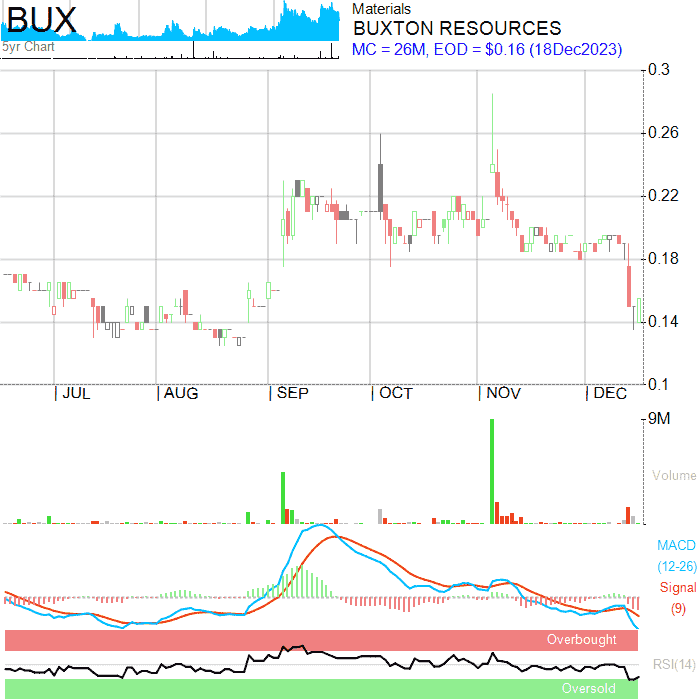 BUX
5yr Chart
Materials
BUXTON RESOURCES
MC = 26M, EOD = $0.16 (18Dec2023)
0.3
0.26
0.22
0.18
0.14
0.1
JUL AUG SEP OCT NOV DEC
9M
Volume
MACD
(12-26)
Signal
(9)
Overbought
RSI(14)
Oversold